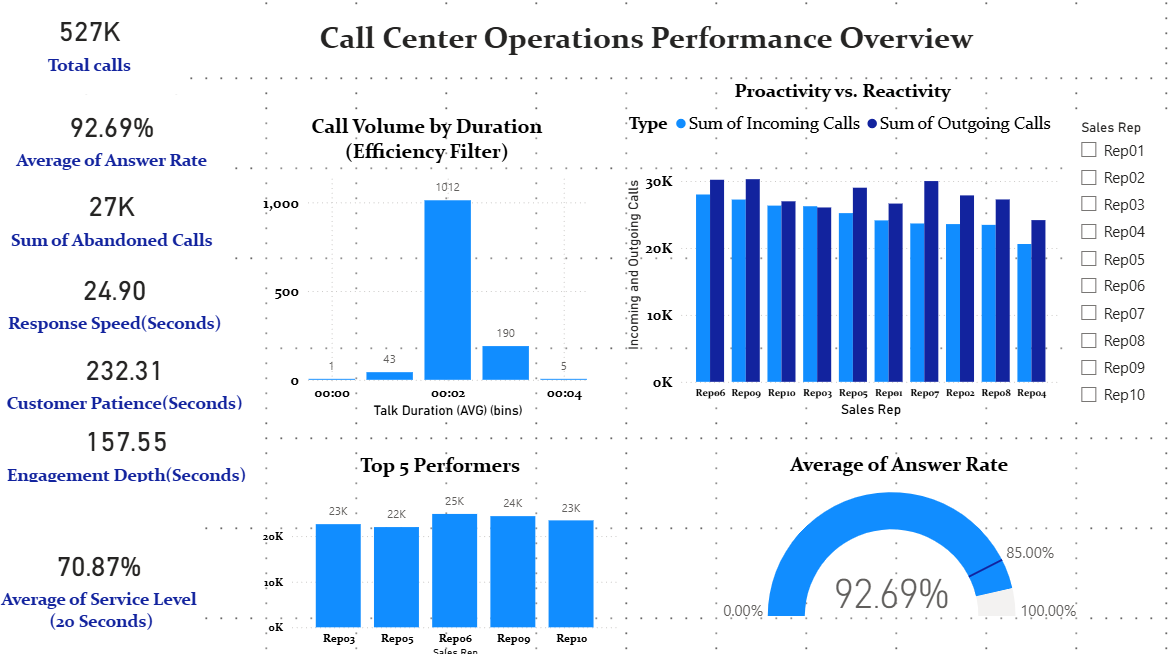 Call Center Operations Performance Overview
527K
Total calls
92.69%
Average of Answer Rate
27K
Sum of Abandoned Calls
24.90
Response Speed(Seconds)
232.31
Customer Patience(Seconds)
157.55
Engagement Depth(Seconds)
70.87%
Average of Service Level
(20 Seconds)
Call Volume by Duration
(Efficiency Filter)
1,000
500
0
1
43
1012
190
5
00:00 00:02 00:04
Talk Duration (AVG) (bins)
Proactivity vs. Reactivity
Type Sum of Incoming Calls Sum of Outgoing Calls
Incoming and Outgoing Calls
30K
20K
10K
0K
Rep06 Rep09 Rep10 Rep03 Rep05 Rep01 Rep07 Rep02 Rep08 Rep04
Sales Rep
Sales Rep
Rep01
Rep02
Rep03
Rep04
Rep05
Rep06
Rep07
Rep08
Rep09
Rep10
Top 5 Performers
20K
10K
0K
23K 22K 25K 24K 23K
Rep03 Rep05 Rep06 Rep09 Rep10
Sales Rep
Average of Answer Rate
85.00%
92.69%
0.00% 100.00%